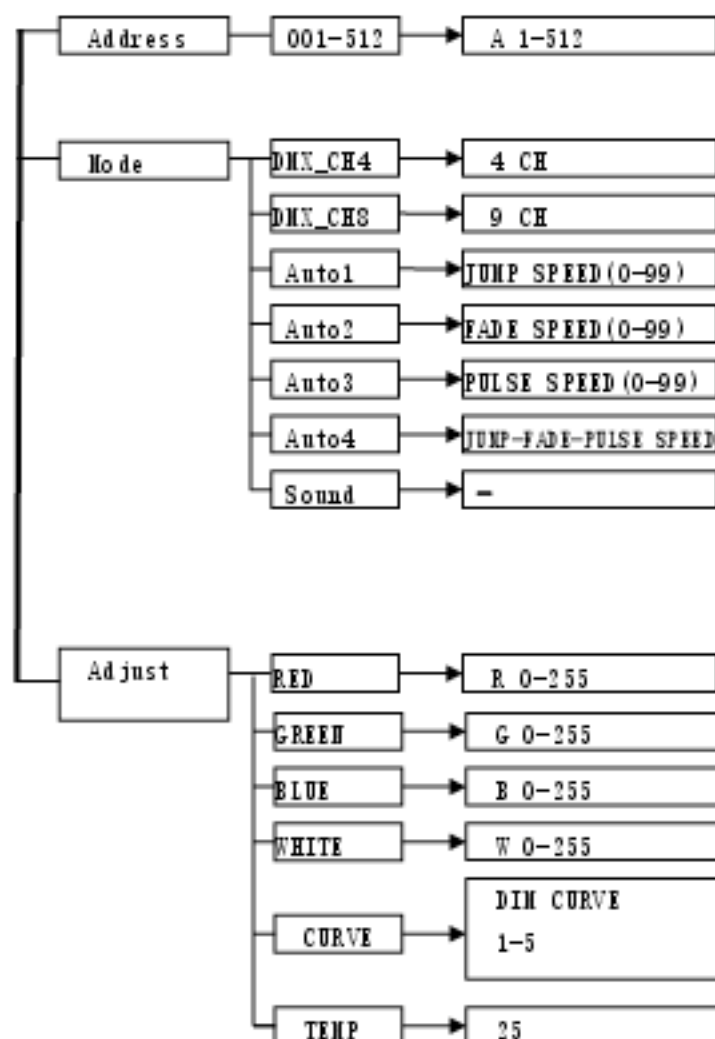 Address 001-512 A 1-512
Mode DMX_CH4 4 CH
DMX_CH8 9 CH
Auto1 JUMP SPEED(0-99)
Auto2 FADE SPEED(0-99)
Auto3 PULSE SPEED(0-99)
Auto4 JUMP-FADE-PULSE SPEED
Sound -
Adjust RED R 0-255
GREEN G 0-255
BLUE B 0-255
WHITE W 0-255
CURVE DIM CURVE
1-5
TEMP 25